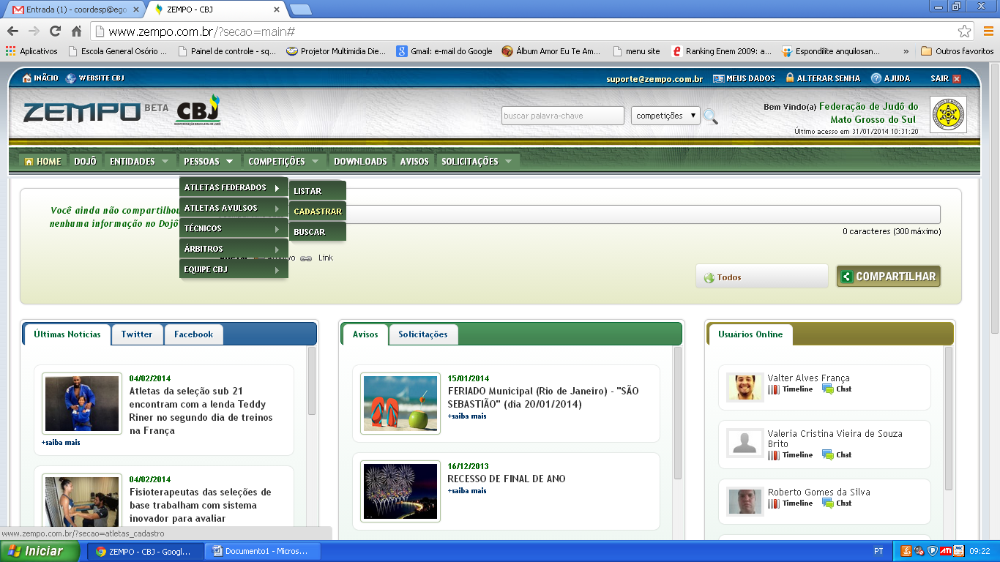 Entrada (1) - coordesp@ego
ZEMPO - CBJ
www.zempo.com.br/?secao=main#
Aplicativos
Escola General Osório ...
Painel de controle - sq...
Projetor Multimidia Die...
Gmail: e-mail do Google
Álbum Amor Eu Te Am...
menu site
Ranking Enem 2009: a...
Espondilite anquilosan...
»
Outros favoritos
INÃCIO
WEBSITE CBJ
suporte@zempo.com.br
MEUS DADOS
ALTERAR SENHA
AJUDA
SAIR
ZEMPO BETA
CBJ
CONFEDERAÇÃO BRASILEIRA DE JUDÔ
buscar palavra-chave
competições
Bem Vindo(a) Federação de Judô do
Mato Grosso do Sul
Último acesso em 31/01/2014 10:31:20
HOME
DOJÔ
ENTIDADES
PESSOAS
COMPETIÇÕES
DOWNLOADS
AVISOS
SOLICITAÇÕES
ATLETAS FEDERADOS
ATLETAS AVULSOS
TÉCNICOS
ÁRBITROS
EQUIPE CBJ
LISTAR
CADASTRAR
BUSCAR
Você ainda não compartilhou
nenhuma informação no Dojô
0 caracteres (300 máximo)
Link
Todos
COMPARTILHAR
Últimas Notícias
Twitter
Facebook
04/02/2014
Atletas da seleção sub 21
encontram com a lenda Teddy
Riner no segundo dia de treinos
na França
+saiba mais
04/02/2014
Fisioterapeutas das seleções de
base trabalham com sistema
inovador para avaliar
Avisos
Solicitações
15/01/2014
FERIADO Municipal (Rio de Janeiro) - "SÃO
SEBASTIÃO" (dia 20/01/2014)
+saiba mais
16/12/2013
RECESSO DE FINAL DE ANO
+saiba mais
Usuários Online
Valter Alves França
Timeline
Chat
Valeria Cristina Vieira de Souza
Brito
Timeline
Chat
Roberto Gomes da Silva
Timeline
Chat
www.zempo.com.br/?secao=atletas_cadastro
Iniciar
ZEMPO - CBJ - Googl...
Documento1 - Micros...
PT
ATI
09:22